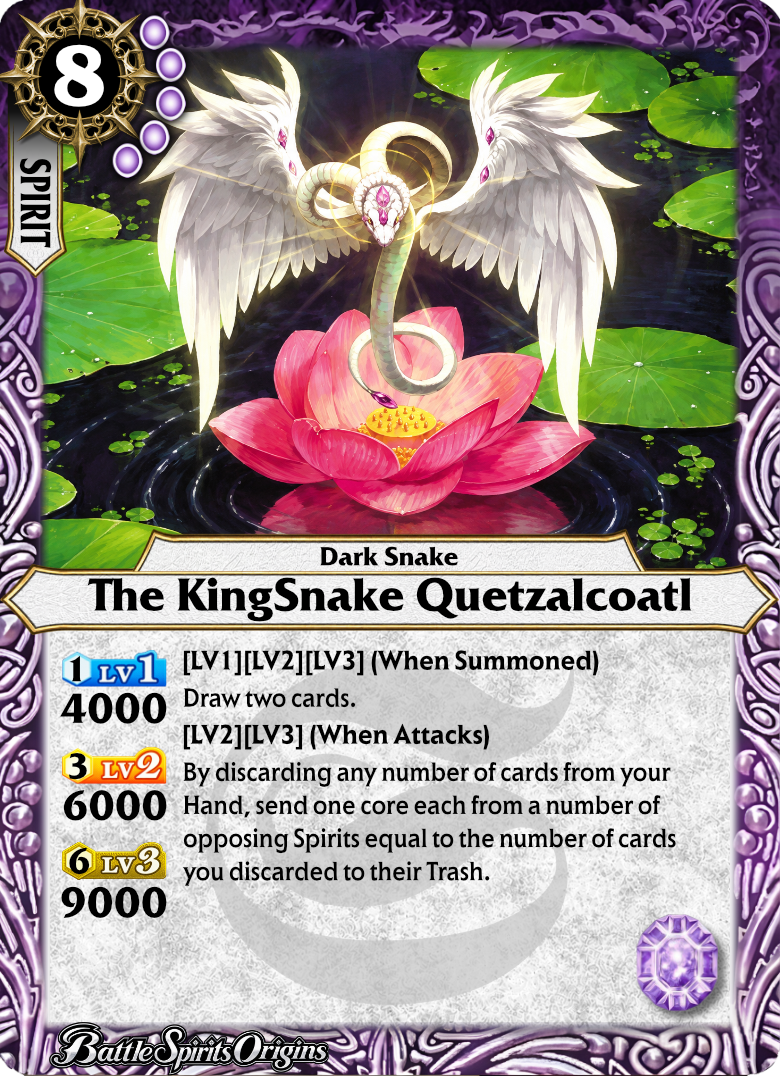 8
SPIRIT
Dark Snake
The KingSnake Quetzalcoatl
1 LV1
4000
3 LV2
6000
6 LV3
9000
[LV1][LV2][LV3] (When Summoned)
Draw two cards.
[LV2][LV3] (When Attacks)
By discarding any number of cards from your
Hand, send one core each from a number of
opposing Spirits equal to the number of cards
you discarded to their Trash.
Battle Spirits Origins